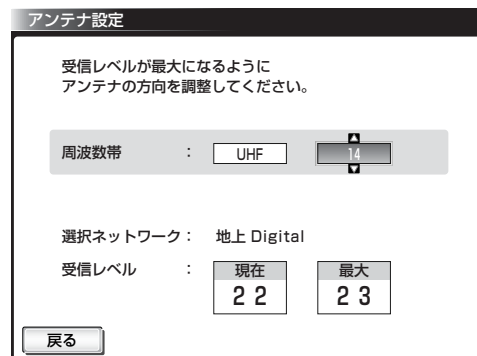 アンテナ設定
受信レベルが最大になるように
アンテナの方向を調整してください。
周波数帯 : UHF 14
選択ネットワーク : 地上 Digital
受信レベル : 現在 最大
22 23
戻る